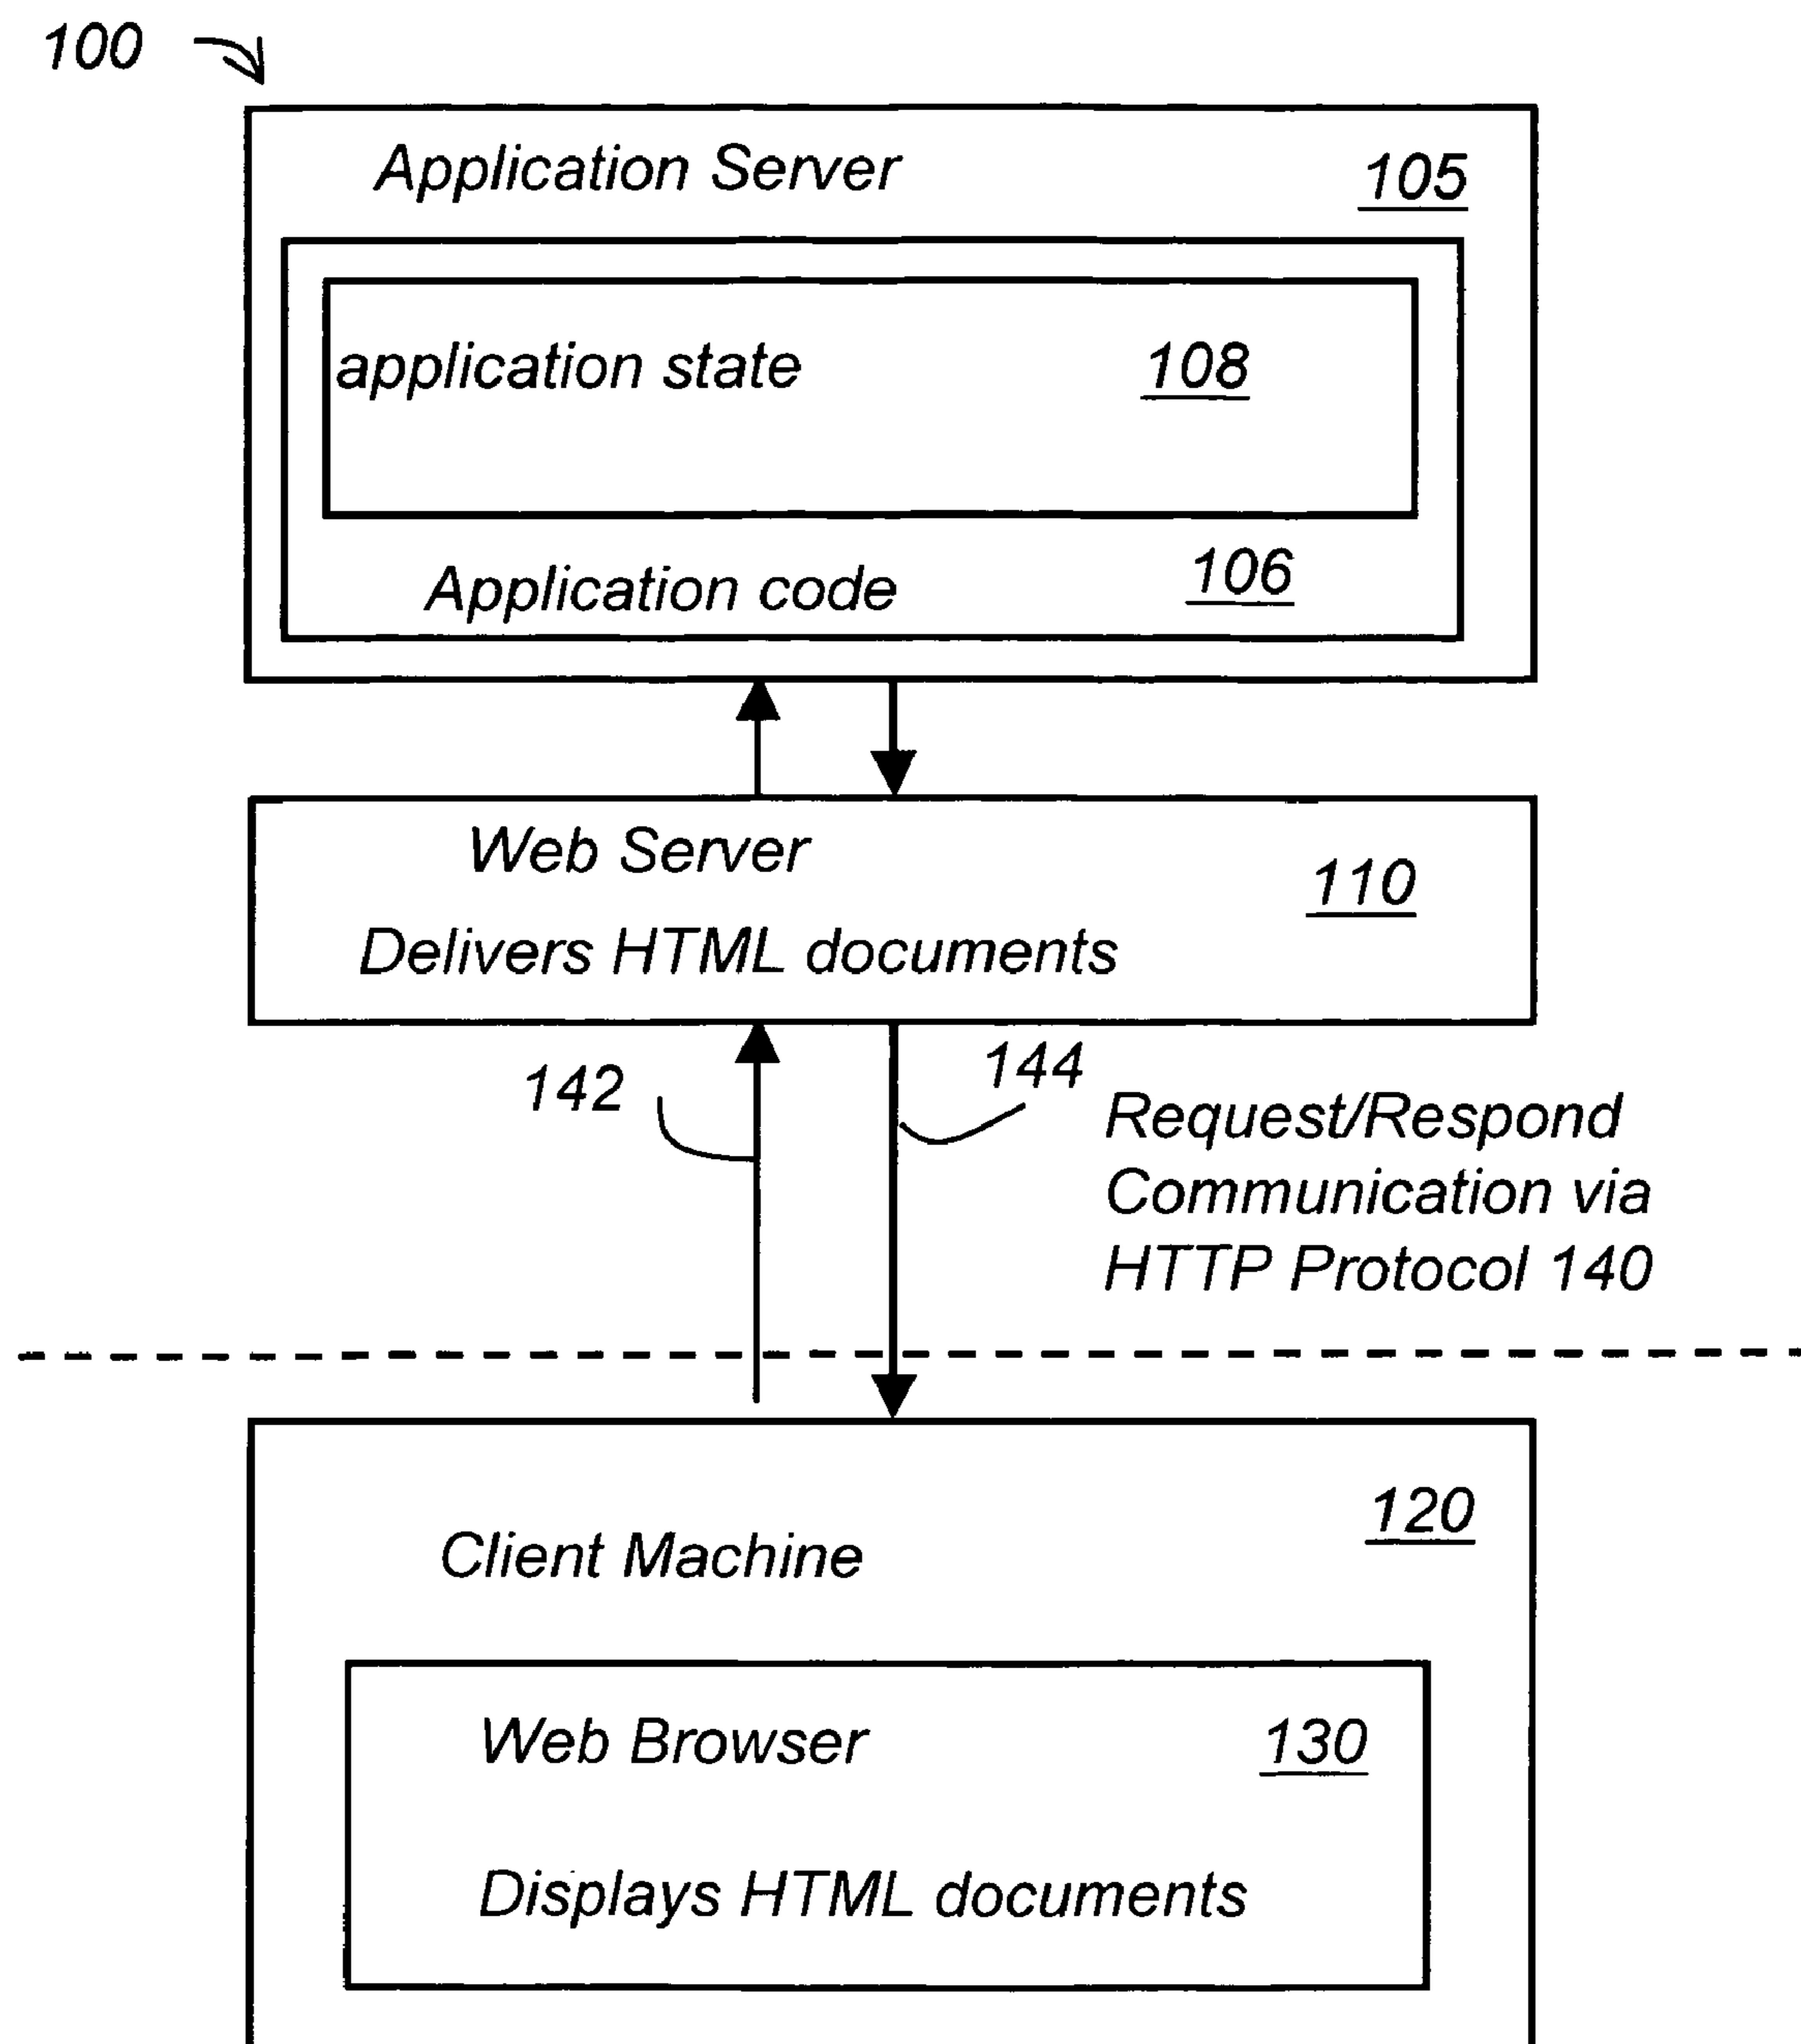 100
Application Server 105
application state 108
Application code 106
Web Server 110
Delivers HTML documents
142
144
Request/Respond
Communication via
HTTP Protocol 140
Client Machine 120
Web Browser 130
Displays HTML documents